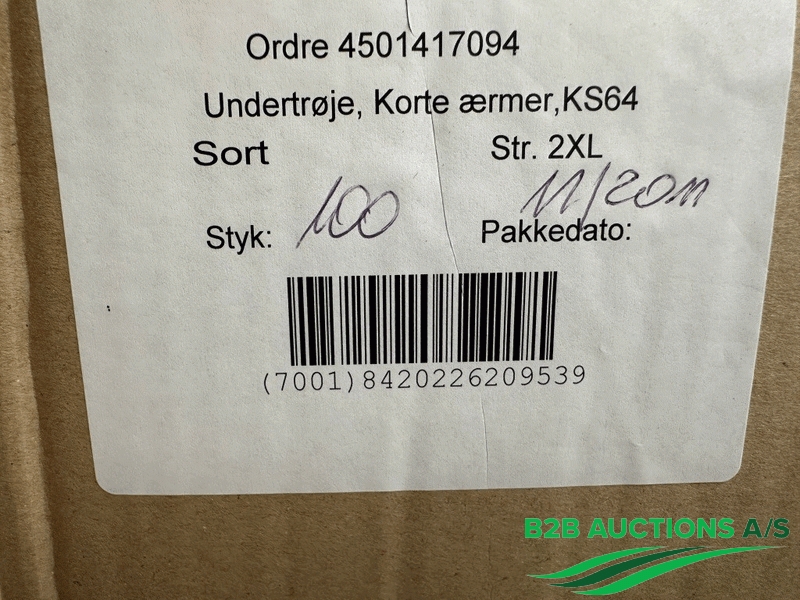 Ordre 4501417094
Undertrøje, Korte ærmer,KS64
Sort Str. 2XL
Styk: 100 Pakkedato: 11/2011
(7001)8420226209539
B2B AUCTIONS A/S